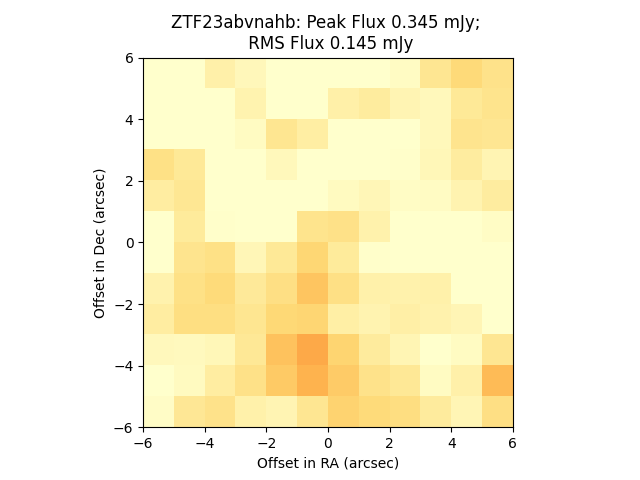 ZTF23abvnahb: Peak Flux 0.345 mJy;
RMS Flux 0.145 mJy
6
4
2
0
−2
−4
−6
Offset in Dec (arcsec)
−6 −4 −2 0 2 4 6
Offset in RA (arcsec)